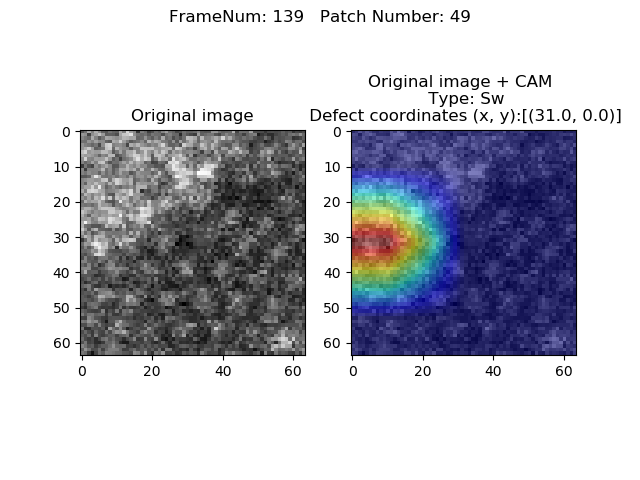 FrameNum: 139   Patch Number: 49
Original image
Original image + CAM
Type: Sw
Defect coordinates (x, y):[(31.0, 0.0)]
0
10
20
30
40
50
60
0 20 40 60
0
10
20
30
40
50
60
0 20 40 60